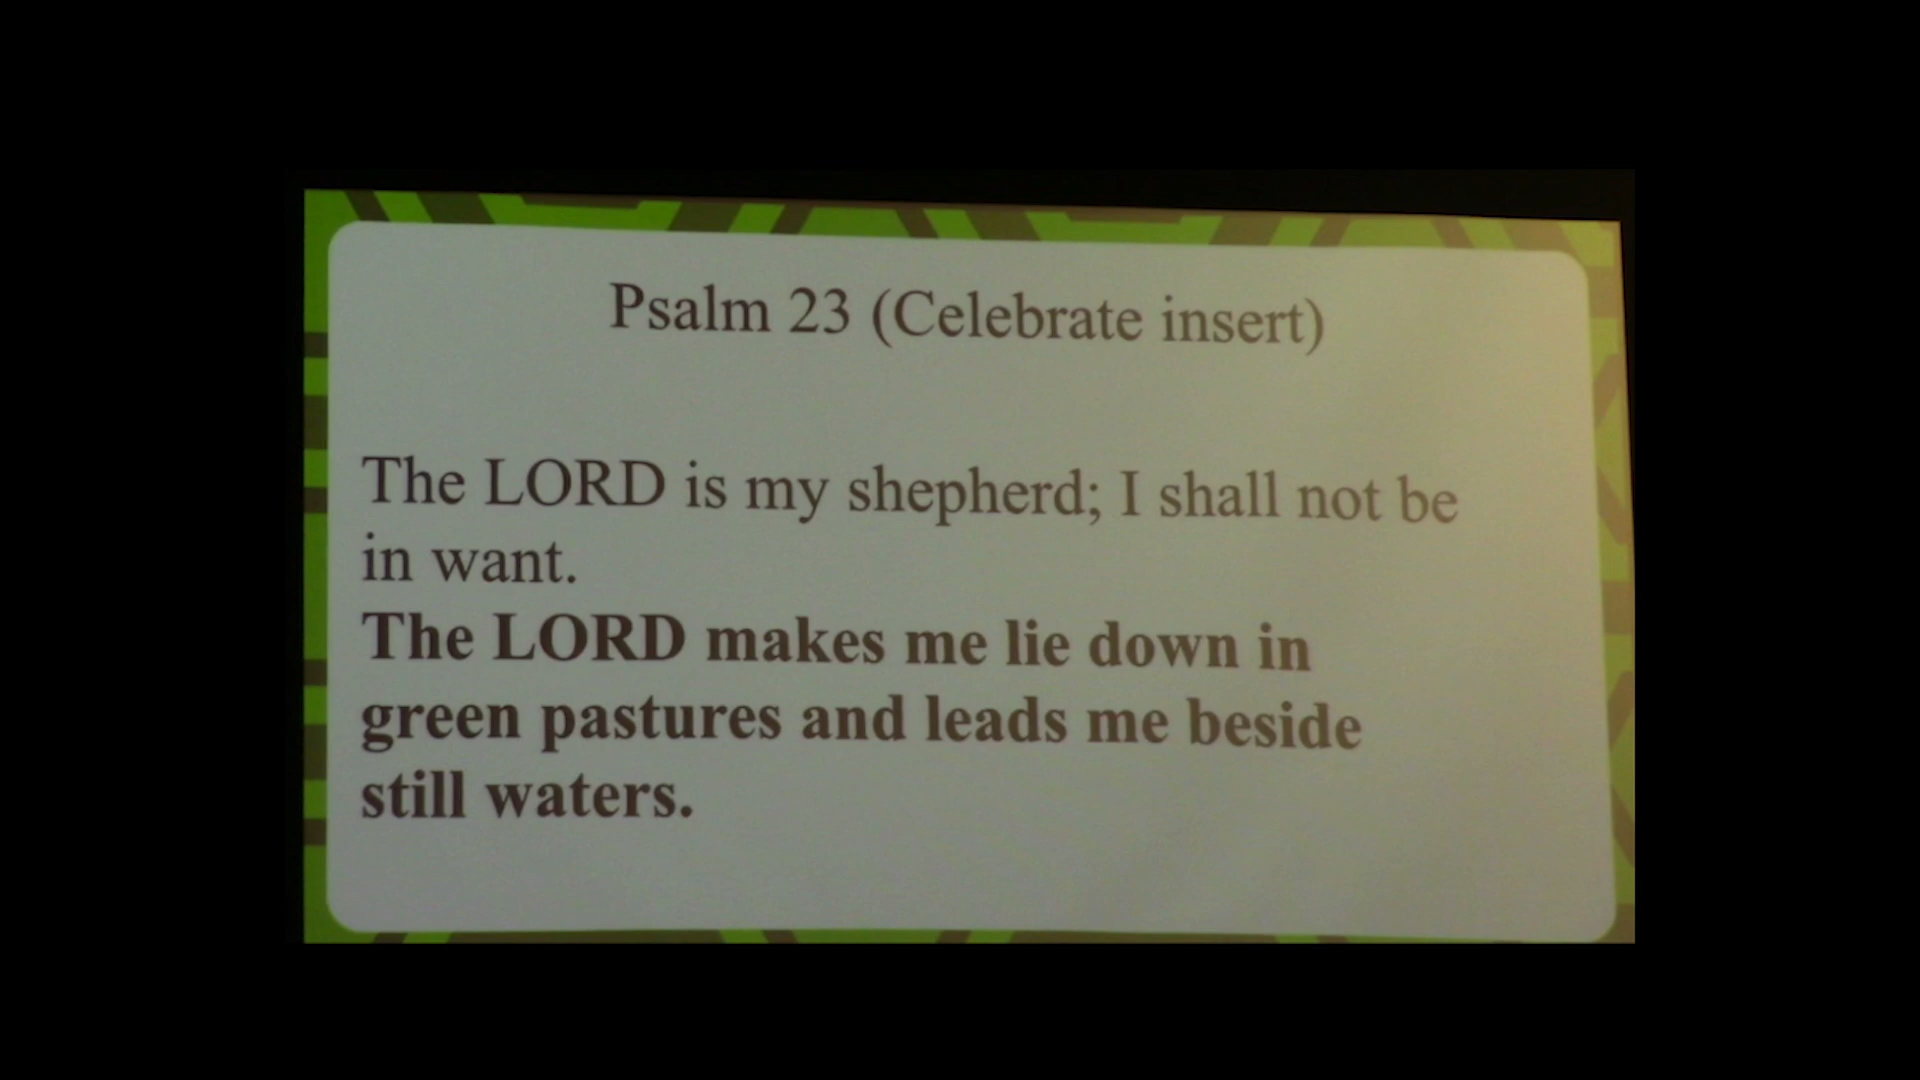 Psalm 23 (Celebrate insert)
The LORD is my shepherd; I shall not be
in want.
The LORD makes me lie down in
green pastures and leads me beside
still waters.